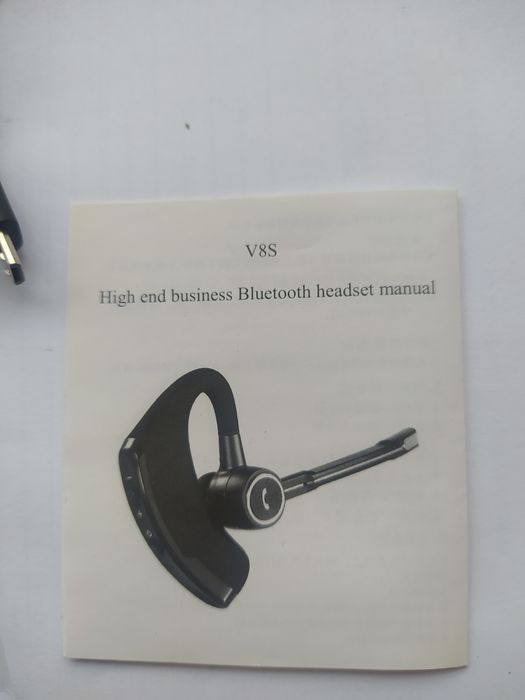 V8S
High end business Bluetooth headset manual